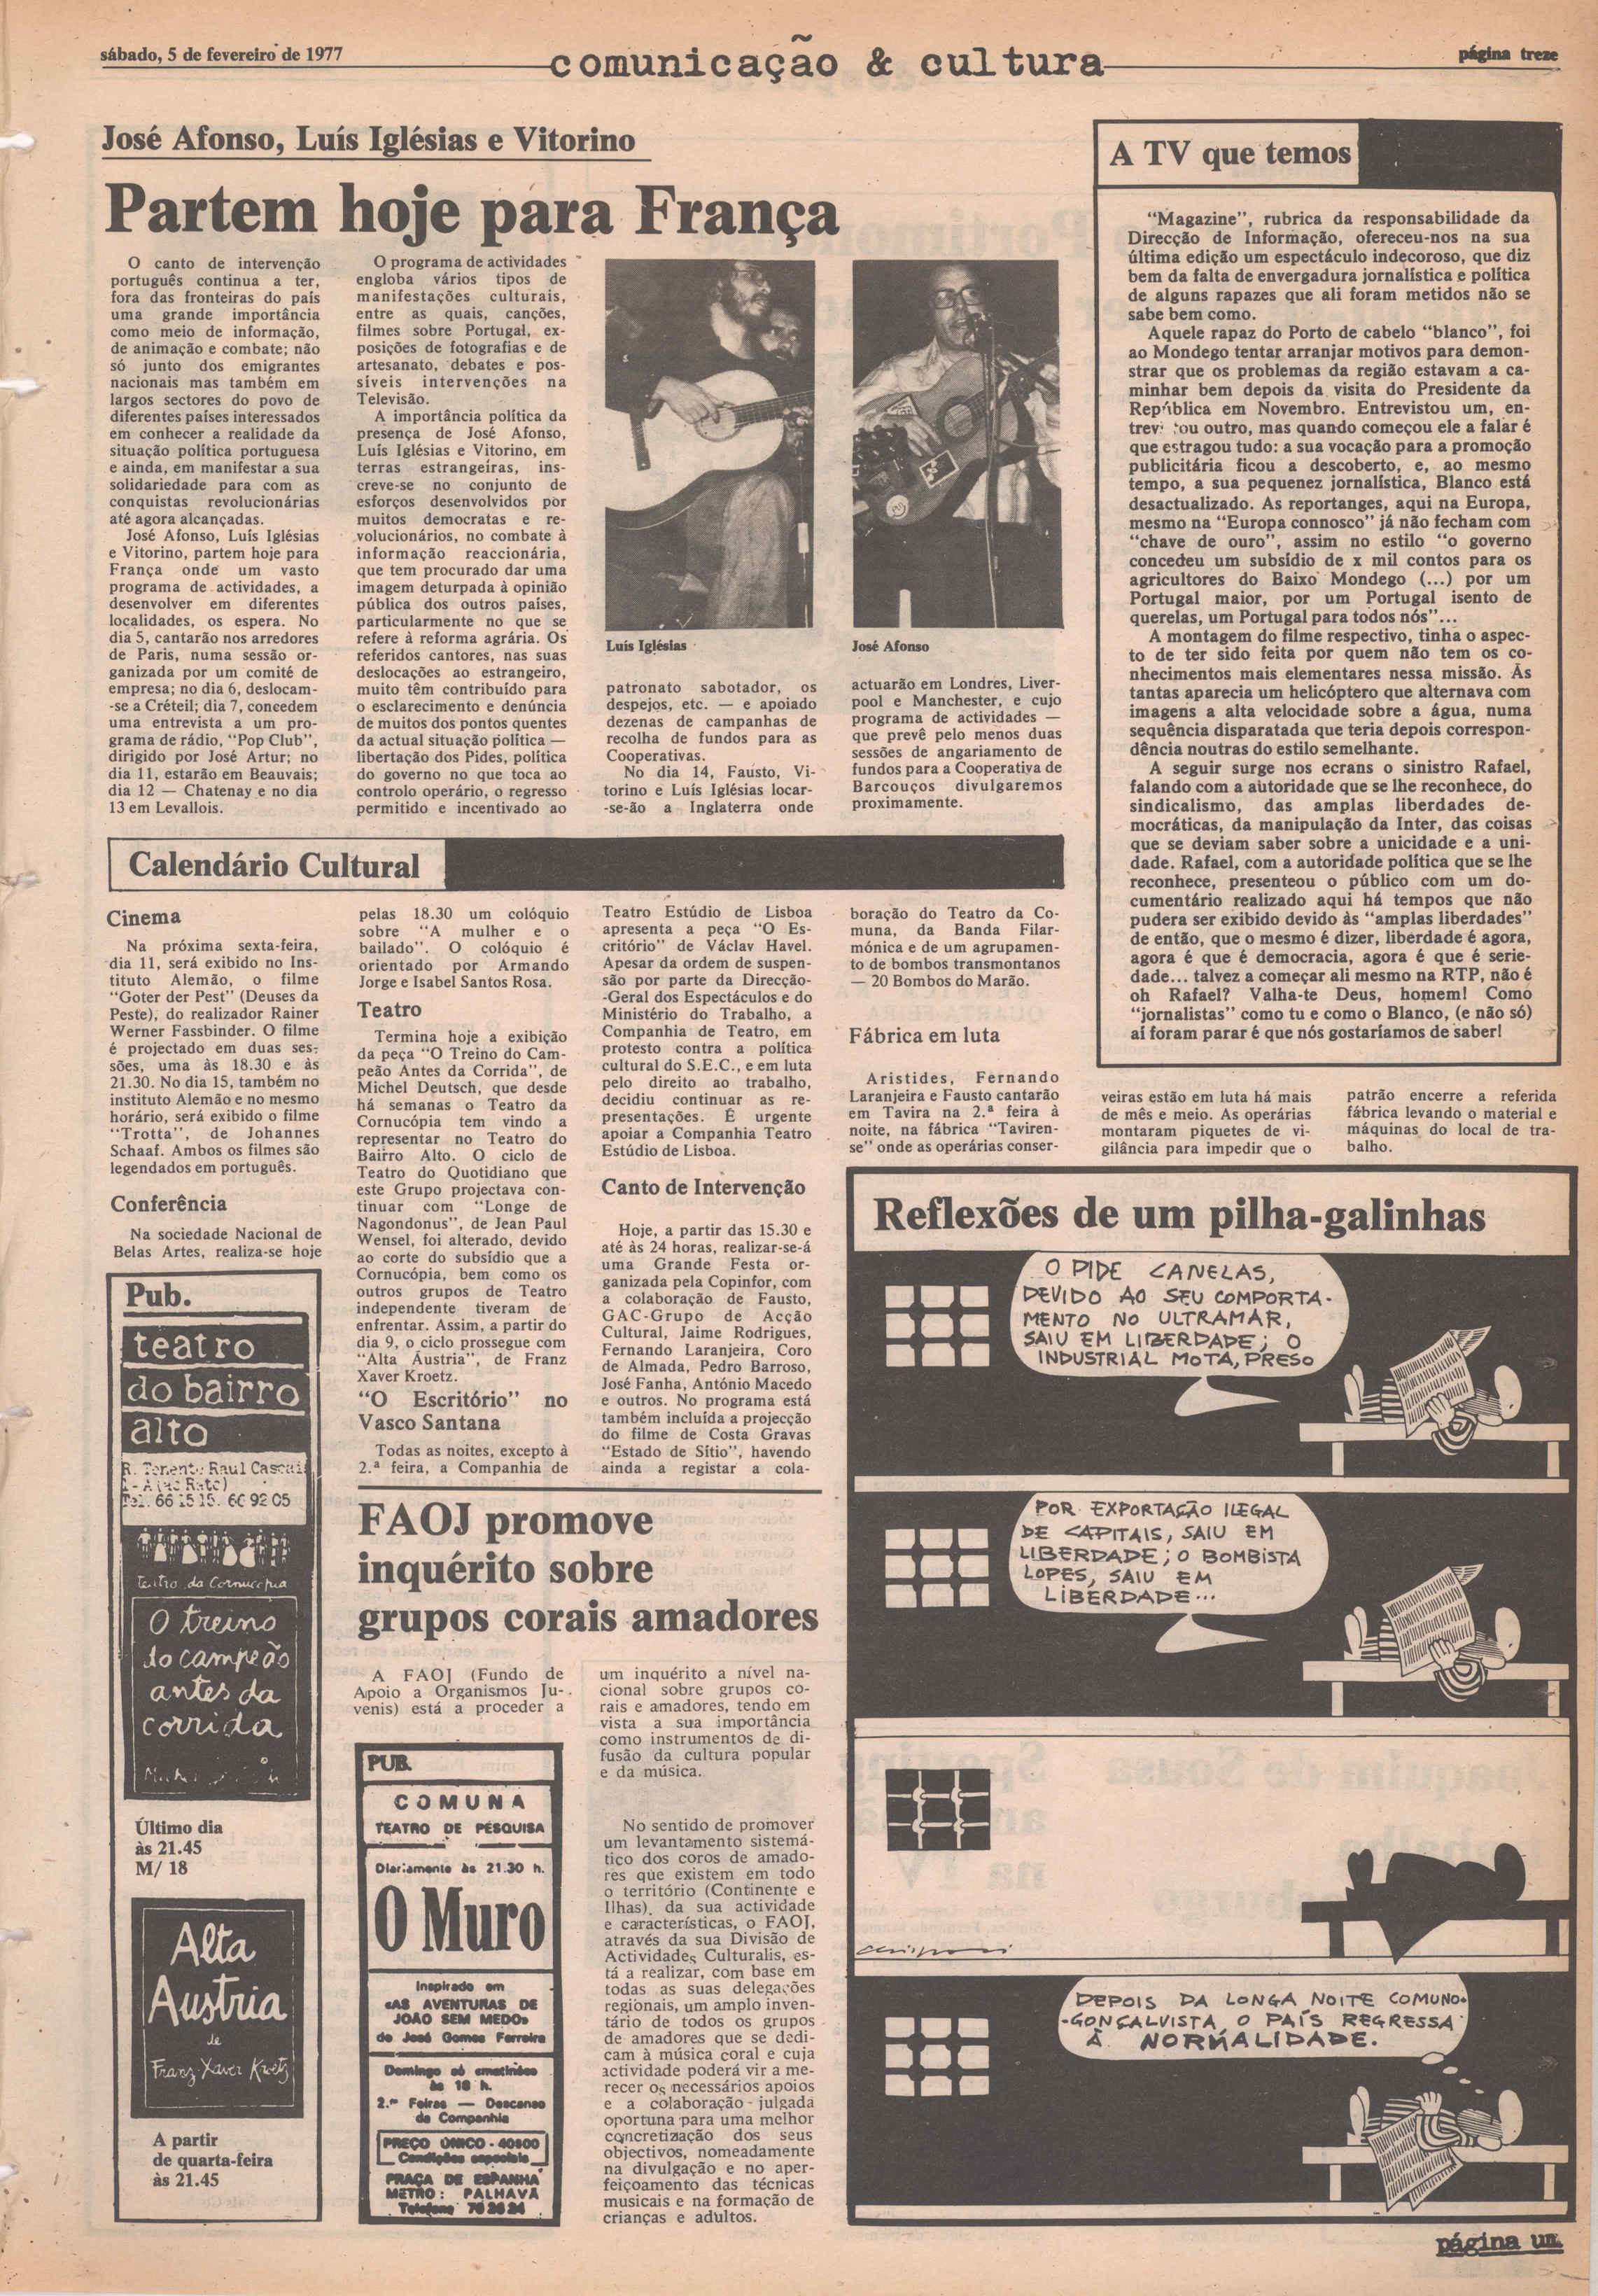 sábado, 5 de fevereiro de 1977
comunicação & cultura
página treze
José Afonso, Luís Iglésias e Vitorino
Partem hoje para França
O canto de intervenção
português continua a ter,
fora das fronteiras do país
uma grande importância
como meio de informação,
de animação e combate; não
só junto dos emigrantes
nacionais mas também em
largos sectores do povo de
diferentes países interessados
em conhecer a realidade da
situação política portuguesa
e ainda, em manifestar a sua
solidariedade para com as
conquistas revolucionárias
até agora alcançadas.
José Afonso, Luís Iglésias
e Vitorino, partem hoje para
França onde um vasto
programa de actividades, a
desenvolver em diferentes
localidades, os espera. No
dia 5, cantarão nos arredores
de Paris, numa sessão or-
ganizada por um comité de
empresa; no dia 6, deslocam-
-se a Créteil; dia 7, concedem
uma entrevista a um pro-
grama de rádio, "Pop Club",
dirigido por José Artur; no
dia 11, estarão em Beauvais;
dia 12 — Chatenay e no dia
13 em Levallois.
O programa de actividades
engloba vários tipos de
manifestações culturais,
entre as quais, canções,
filmes sobre Portugal, ex-
posições de fotografias e de
artesanato, debates e pos-
síveis intervenções na
Televisão.
A importância política da
presença de José Afonso,
Luís Iglésias e Vitorino, em
terras estrangeiras, ins-
creve-se no conjunto de
esforços desenvolvidos por
muitos democratas e re-
volucionários, no combate à
informação reaccionária,
que tem procurado dar uma
imagem deturpada à opinião
pública dos outros países,
particularmente no que se
refere à reforma agrária. Os
referidos cantores, nas suas
deslocações ao estrangeiro,
muito têm contribuído para
o esclarecimento e denúncia
de muitos dos pontos quentes
da actual situação política —
libertação dos Pides, política
do governo no que toca ao
controlo operário, o regresso
permitido e incentivado ao
Luís Iglésias
José Afonso
patronato sabotador, os
despejos, etc. — e apoiado
dezenas de campanhas de
recolha de fundos para as
Cooperativas.
No dia 14, Fausto, Vi-
torino e Luís Iglésias locar-
-se-ão a Inglaterra onde
actuarão em Londres, Liver-
pool e Manchester, e cujo
programa de actividades —
que prevê pelo menos duas
sessões de angariamento de
fundos para a Cooperativa de
Barcouços divulgaremos
proximamente.
A TV que temos
"Magazine", rubrica da responsabilidade da
Direcção de Informação, ofereceu-nos na sua
última edição um espectáculo indecoroso, que diz
bem da falta de envergadura jornalística e política
de alguns rapazes que ali foram metidos não se
sabe bem como.
Aquele rapaz do Porto de cabelo "blanco", foi
ao Mondego tentar arranjar motivos para demon-
strar que os problemas da região estavam a ca-
minhar bem depois da visita do Presidente da
República em Novembro. Entrevistou um, en-
trevi tou outro, mas quando começou ele a falar é
que estragou tudo: a sua vocação para a promoção
publicitária ficou a descoberto, e, ao mesmo
tempo, a sua pequenez jornalística, Blanco está
desactualizado. As reportanges, aqui na Europa,
mesmo na "Europa connosco" já não fecham com
"chave de ouro", assim no estilo "o governo
concedeu um subsídio de x mil contos para os
agricultores do Baixo Mondego (...) por um
Portugal maior, por um Portugal isento de
querelas, um Portugal para todos nós"...
A montagem do filme respectivo, tinha o aspec-
to de ter sido feita por quem não tem os co-
nhecimentos mais elementares nessa missão. Às
tantas aparecia um helicóptero que alternava com
imagens a alta velocidade sobre a água, numa
sequência disparatada que teria depois correspon-
dência noutras do estilo semelhante.
A seguir surge nos ecrans o sinistro Rafael,
falando com a autoridade que se lhe reconhece, do
sindicalismo, das amplas liberdades de-
mocráticas, da manipulação da Inter, das coisas
que se deviam saber sobre a unicidade e a uni-
dade. Rafael, com a autoridade política que se lhe
reconhece, presenteou o público com um do-
cumentário realizado aqui há tempos que não
pudera ser exibido devido às "amplas liberdades"
de então, que o mesmo é dizer, liberdade é agora,
agora é que é democracia, agora é que é serie-
dade... talvez a começar ali mesmo na RTP, não é
oh Rafael? Valha-te Deus, homem! Como
"jornalistas" como tu e como o Blanco, (e não só)
aí foram parar é que nós gostaríamos de saber!
Calendário Cultural
Cinema
Na próxima sexta-feira,
dia 11, será exibido no Ins-
tituto Alemão, o filme
"Goter der Pest" (Deuses da
Peste), do realizador Rainer
Werner Fassbinder. O filme
é projectado em duas ses-
sões, uma às 18.30 e às
21.30. No dia 15, também no
instituto Alemão e no mesmo
horário, será exibido o filme
"Trotta", de Johannes
Schaaf. Ambos os filmes são
legendados em português.
Conferência
Na sociedade Nacional de
Belas Artes, realiza-se hoje
pelas 18.30 um colóquio
sobre "A mulher e o
bailado". O colóquio é
orientado por Armando
Jorge e Isabel Santos Rosa.
Teatro
Termina hoje a exibição
da peça "O Treino do Cam-
peão Antes da Corrida", de
Michel Deutsch, que desde
há semanas o Teatro da
Cornucópia tem vindo a
representar no Teatro do
Bairro Alto. O ciclo de
Teatro do Quotidiano que
este Grupo projectava con-
tinuar com "Longe de
Nagondonus", de Jean Paul
Wensel, foi alterado, devido
ao corte do subsídio que a
Cornucópia, bem como os
outros grupos de Teatro
independente tiveram de
enfrentar. Assim, a partir do
dia 9, o ciclo prossegue com
"Alta Áustria", de Franz
Xaver Kroetz.
"O Escritório" no
Vasco Santana
Todas as noites, excepto à
2.ª feira, a Companhia de
Teatro Estúdio de Lisboa
apresenta a peça "O Es-
critório" de Václav Havel.
Apesar da ordem de suspen-
são por parte da Direcção-
-Geral dos Espectáculos e do
Ministério do Trabalho, a
Companhia de Teatro, em
protesto contra a política
cultural do S.E.C., e em luta
pelo direito ao trabalho,
decidiu continuar as re-
presentações. É urgente
apoiar a Companhia Teatro
Estúdio de Lisboa.
Canto de Intervenção
Hoje, a partir das 15.30 e
até às 24 horas, realizar-se-á
uma Grande Festa or-
ganizada pela Copinfor, com
a colaboração de Fausto,
GAC-Grupo de Acção
Cultural, Jaime Rodrigues,
Fernando Laranjeira, Coro
de Almada, Pedro Barroso,
José Fanha, António Macedo
e outros. No programa está
também incluída a projecção
do filme de Costa Gravas
"Estado de Sítio", havendo
ainda a registar a cola-
boração do Teatro da Co-
muna, da Banda Filar-
mónica e de um agrupamen-
to de bombos transmontanos
— 20 Bombos do Marão.
Fábrica em luta
Aristides, Fernando
Laranjeira e Fausto cantarão
em Tavira na 2.ª feira à
noite, na fábrica "Taviren-
se" onde as operárias conser-
veiras estão em luta há mais
de mês e meio. As operárias
montaram piquetes de vi-
gilância para impedir que o
patrão encerre a referida
fábrica levando o material e
máquinas do local de tra-
balho.
Pub.
teatro
do bairro
alto
R. Tenente Raul Cascais
1-A (ao Rato)
Tel. 66 15 15. 66 92 05
Teatro da Cornucópia
O treino
do campeão
antes da
corrida
Último dia
às 21.45
M/ 18
Alta
Austria
de
Franz Xaver Kroetz
A partir
de quarta-feira
às 21.45
FAOJ promove
inquérito sobre
grupos corais amadores
A FAOJ (Fundo de
Apoio a Organismos Ju-
venis) está a proceder a
um inquérito a nível na-
cional sobre grupos co-
rais e amadores, tendo em
vista a sua importância
como instrumentos de di-
fusão da cultura popular
e da música.
No sentido de promover
um levantamento sistemá-
tico dos coros de amado-
res que existem em todo
o território (Continente e
Ilhas), da sua actividade
e características, o FAOJ,
através da sua Divisão de
Actividades Culturalis, es-
tá a realizar, com base em
todas as suas delegações
regionais, um amplo inven-
tário de todos os grupos
de amadores que se dedi-
cam à música coral e cuja
actividade poderá vir a me-
recer os necessários apoios
e a colaboração julgada
oportuna para uma melhor
concretização dos seus
objectivos, nomeadamente
na divulgação e no aper-
feiçoamento das técnicas
musicais e na formação de
crianças e adultos.
PUB.
COMUNA
TEATRO DE PESQUISA
Diariamente às 21.30 h.
O Muro
Inspirado em
«AS AVENTURAS DE
JOÃO SEM MEDO»
de José Gomes Ferreira
Domingo só ematinées
às 16 h.
2.as Feiras — Descanso
da Companhia
PREÇO ÚNICO - 40$00
Condições especiais
PRAÇA DE ESPANHA
METRO: PALHAVÃ
Telefone
Reflexões de um pilha-galinhas
O PIDE CANELAS,
DEVIDO AO SEU COMPORTA-
MENTO NO ULTRAMAR,
SAIU EM LIBERDADE; O
INDUSTRIAL MOTA, PRESO
POR EXPORTAÇÃO ILEGAL
DE CAPITAIS, SAIU EM
LIBERDADE; O BOMBISTA
LOPES, SAIU EM
LIBERDADE...
DEPOIS DA LONGA NOITE COMUNO-
-GONÇALVISTA O PAÍS REGRESSA
À NORMALIDADE.
página um